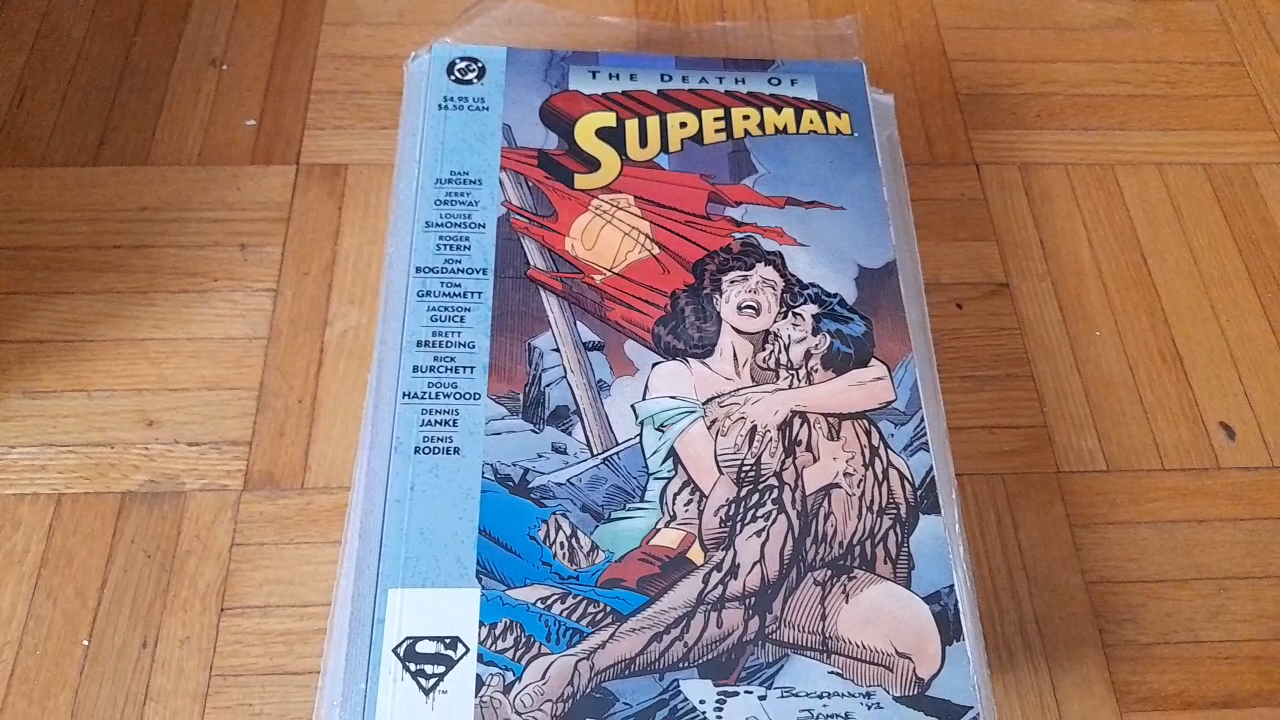 DC
$4.95 US
$6.50 CAN
THE DEATH OF
SUPERMAN
DAN
JURGENS
JERRY
ORDWAY
LOUISE
SIMONSON
ROGER
STERN
JON
BOGDANOVE
TOM
GRUMMETT
JACKSON
GUICE
BRETT
BREEDING
RICK
BURCHETT
DOUG
HAZLEWOOD
DENNIS
JANKE
DENIS
RODIER
S
TM
BOGDANOVE
+
JANKE